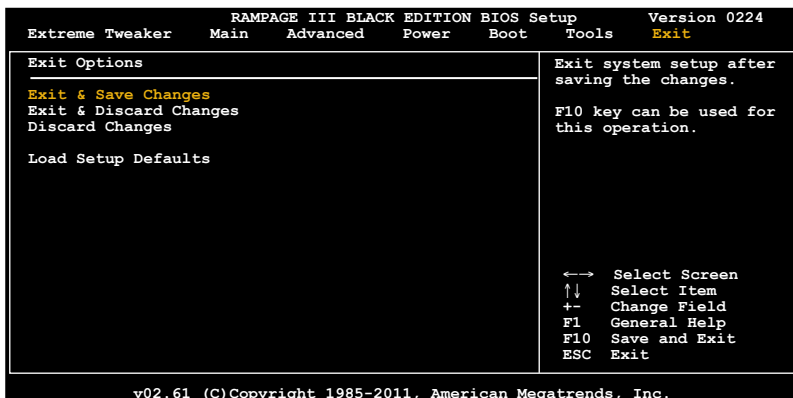 RAMPAGE III BLACK EDITION BIOS Setup Version 0224
Extreme Tweaker Main Advanced Power Boot Tools Exit
Exit Options
Exit & Save Changes
Exit & Discard Changes
Discard Changes
Load Setup Defaults
Exit system setup after
saving the changes.
F10 key can be used for
this operation.
←→ Select Screen
↑↓ Select Item
+- Change Field
F1 General Help
F10 Save and Exit
ESC Exit
v02.61 (C)Copyright 1985-2011, American Megatrends, Inc.